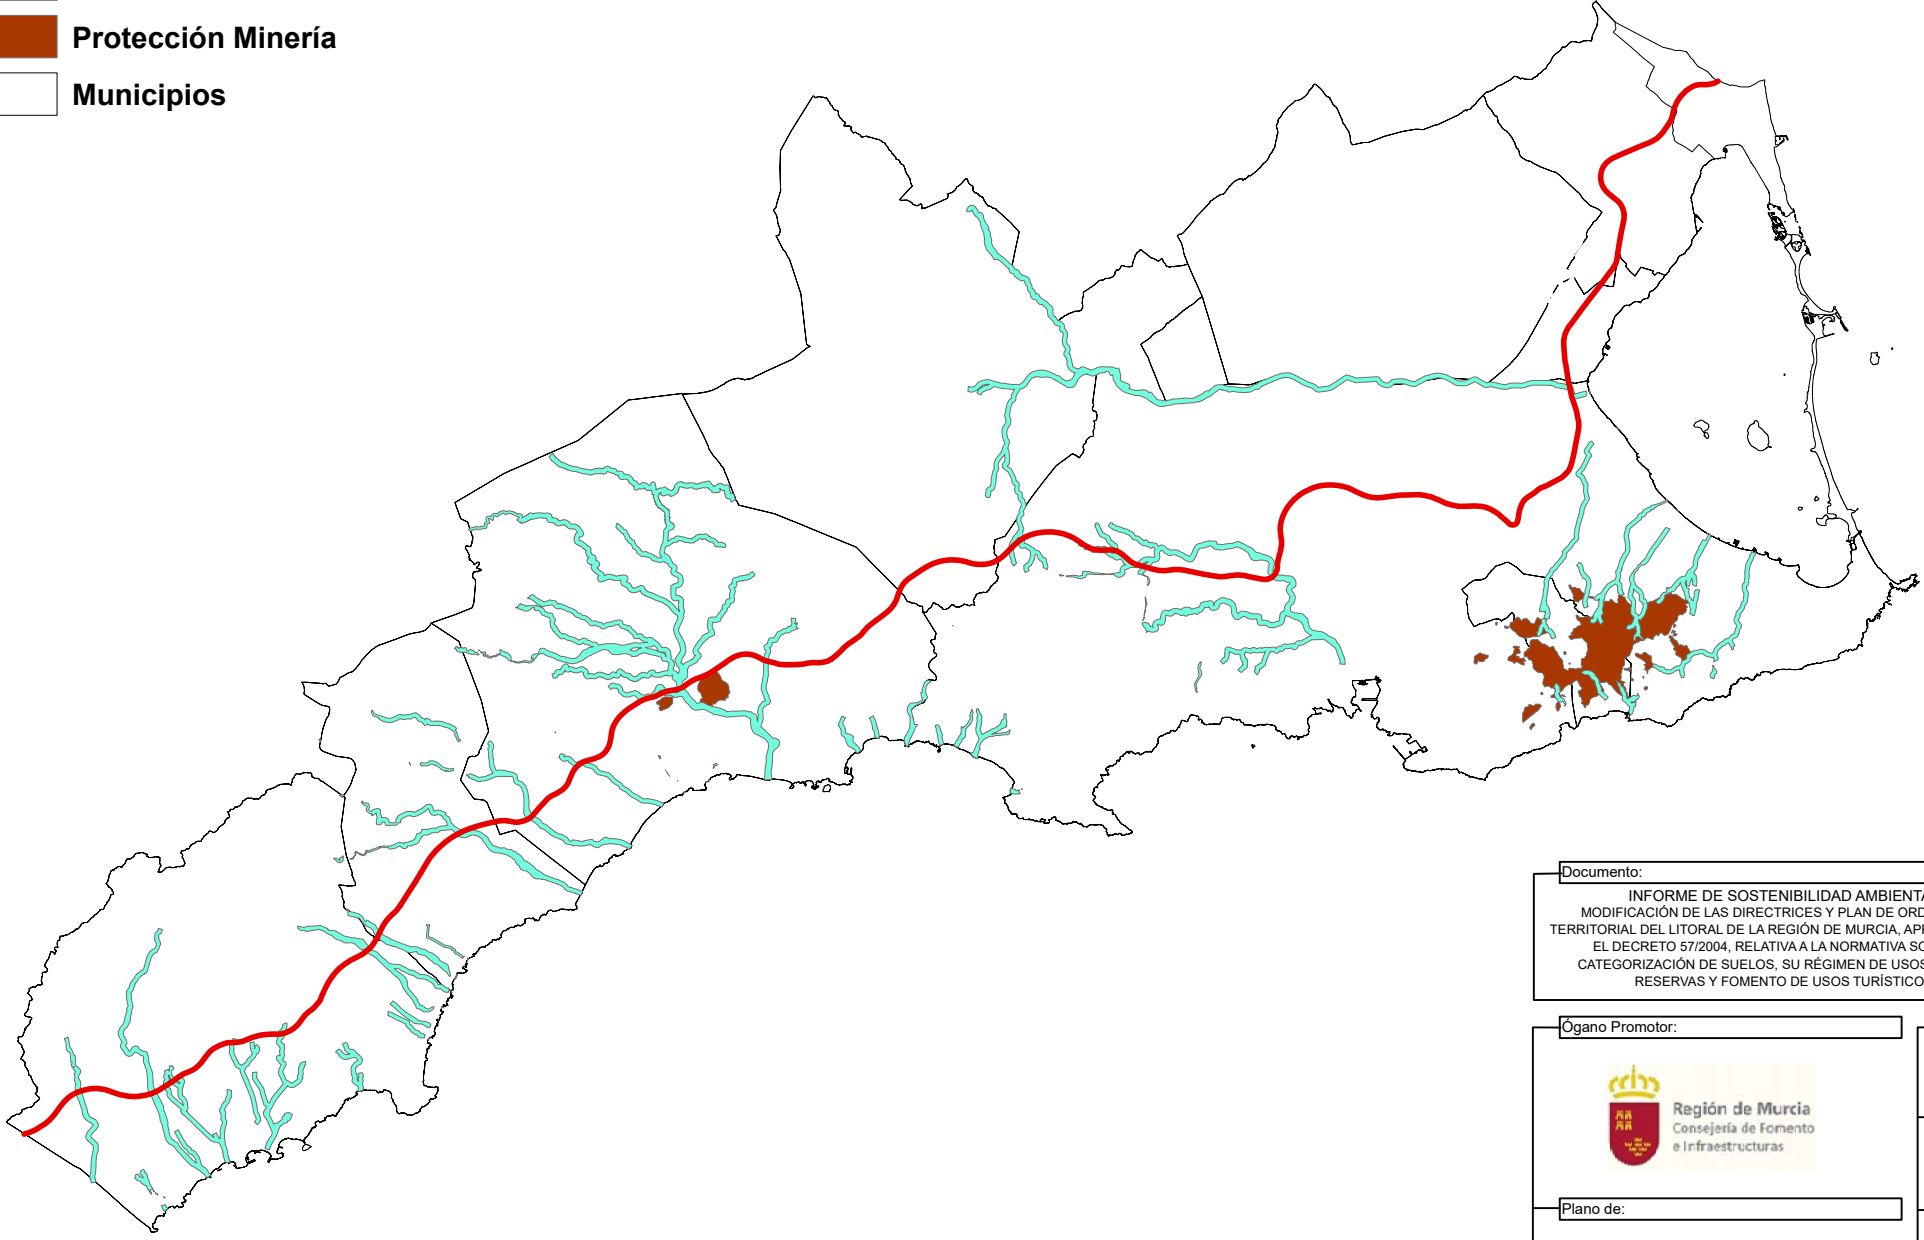 Protección Minería
Municipios
Documento:
INFORME DE SOSTENIBILIDAD AMBIENTA
MODIFICACIÓN DE LAS DIRECTRICES Y PLAN DE ORD
TERRITORIAL DEL LITORAL DE LA REGIÓN DE MURCIA, AP
EL DECRETO 57/2004, RELATIVA A LA NORMATIVA SO
CATEGORIZACIÓN DE SUELOS, SU RÉGIMEN DE USOS
RESERVAS Y FOMENTO DE USOS TURÍSTICO
Ógano Promotor:
Región de Murcia
Consejería de Fomento
e Infraestructuras
Plano de: